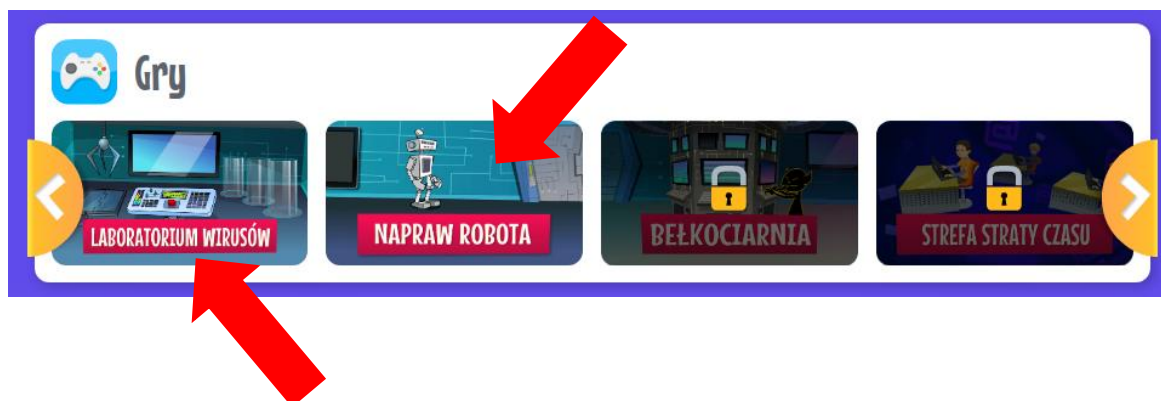 Gry
LABORATORIUM WIRUSÓW
NAPRAW ROBOTA
BEŁKOCIARNIA
STREFA STRATY CZASU